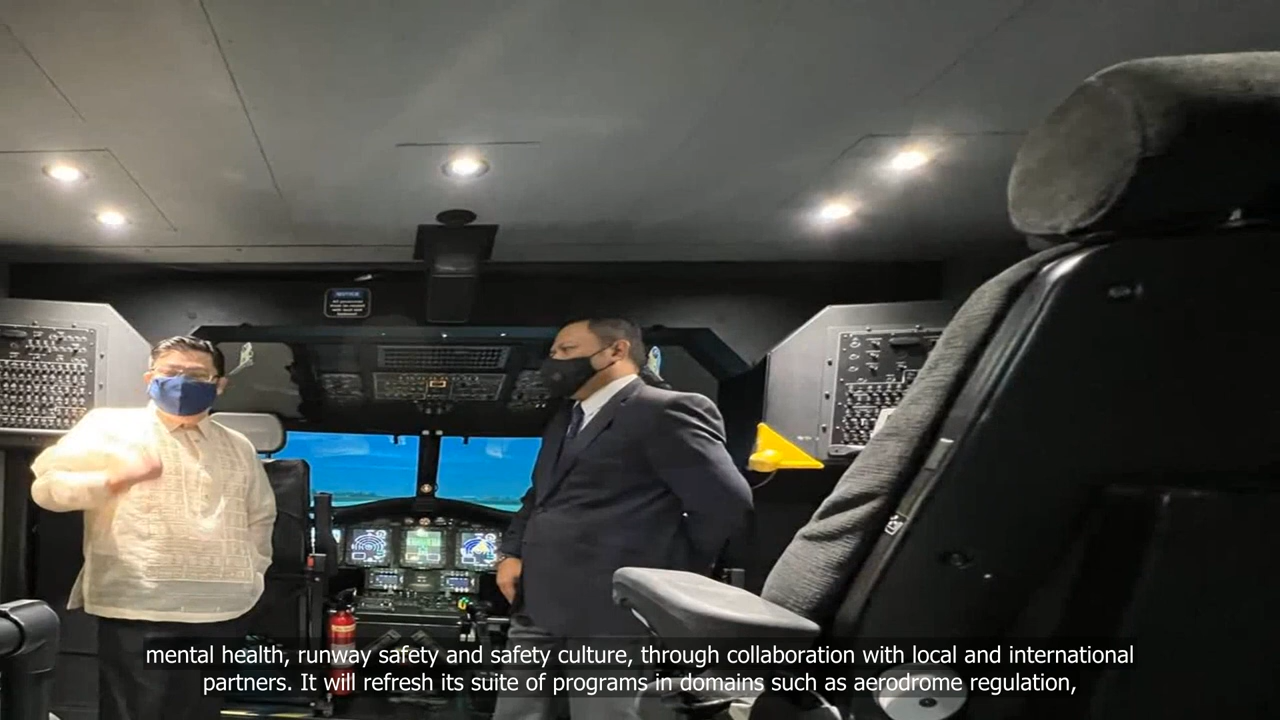 NOTICE
mental health, runway safety and safety culture, through collaboration with local and international
partners. It will refresh its suite of programs in domains such as aerodrome regulation,